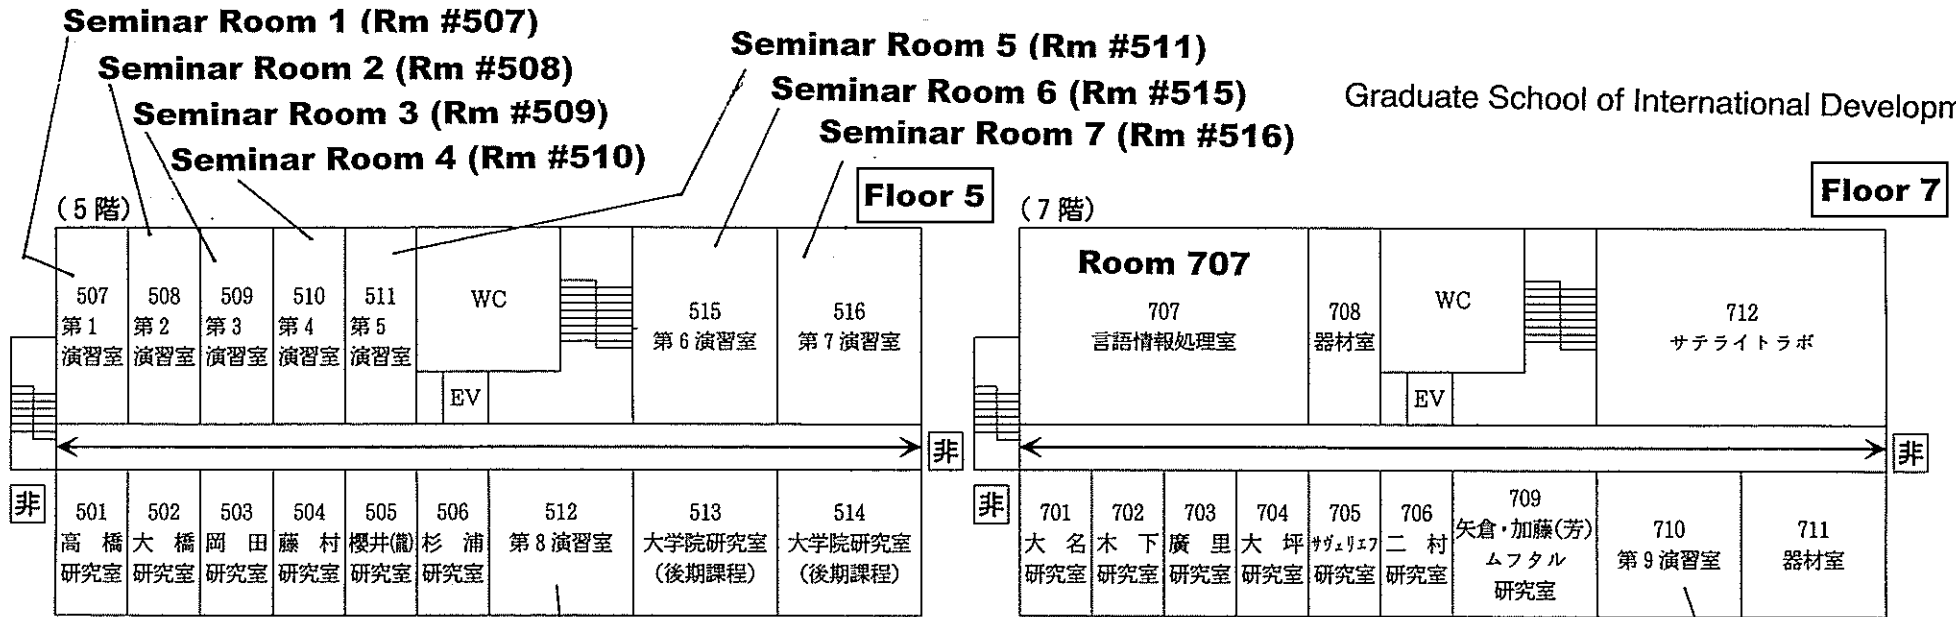 Seminar Room 1 (Rm #507)
Seminar Room 2 (Rm #508)
Seminar Room 3 (Rm #509)
Seminar Room 4 (Rm #510)
Seminar Room 5 (Rm #511)
Seminar Room 6 (Rm #515)
Seminar Room 7 (Rm #516)
Graduate School of International Developm
Floor 5
(5階)
507
第1
演習室
508
第2
演習室
509
第3
演習室
510
第4
演習室
511
第5
演習室
WC
EV
515
第6演習室
516
第7演習室
非
非
501
高橋
研究室
502
大橋
研究室
503
岡田
研究室
504
藤村
研究室
505
櫻井(龍)
研究室
506
杉浦
研究室
512
第8演習室
513
大学院研究室
(後期課程)
514
大学院研究室
(後期課程)
Floor 7
(7階)
Room 707
707
言語情報処理室
708
器材室
WC
EV
712
サテライトラボ
非
非
701
大名
研究室
702
木下
研究室
703
廣里
研究室
704
大坪
研究室
705
サヴェリエフ
研究室
706
二村
研究室
709
矢倉・加藤(芳)
ムフタル
研究室
710
第9演習室
711
器材室